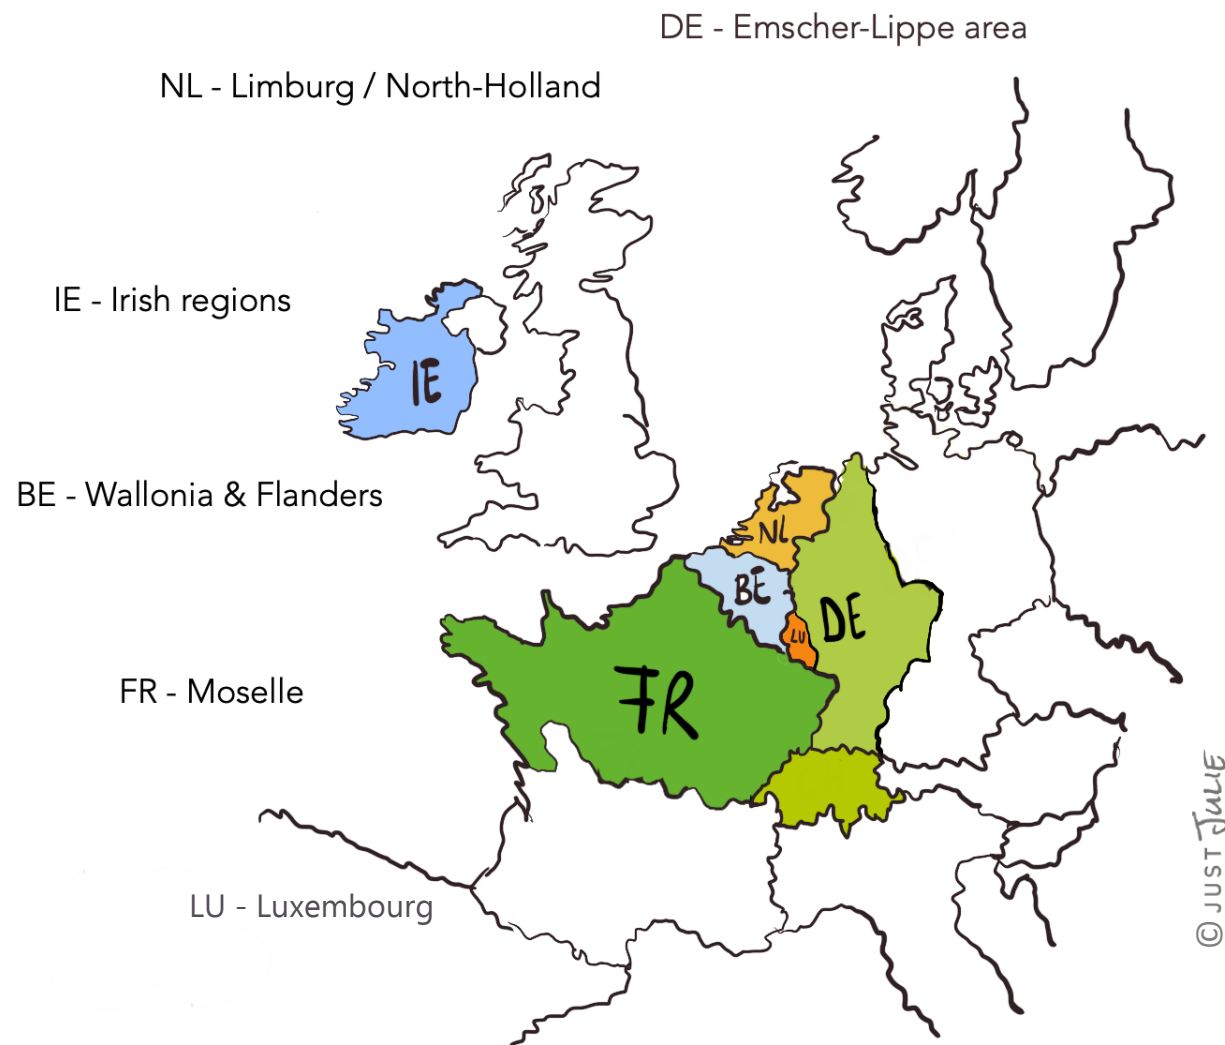 DE - Emscher-Lippe area
NL - Limburg / North-Holland
IE - Irish regions
IE
BE - Wallonia & Flanders
NL
BE
DE
LU
FR - Moselle
FR
LU - Luxembourg
© JUST JULIE